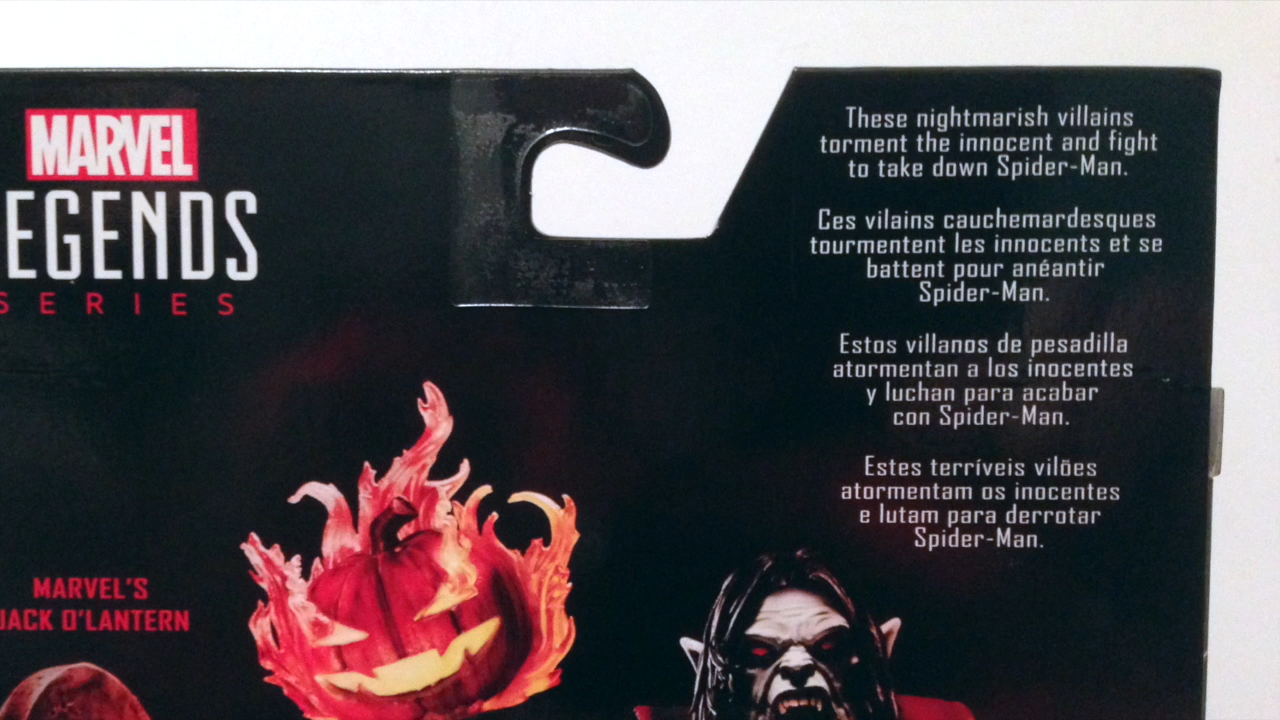 MARVEL
EGENDS
SERIES
These nightmarish villains
torment the innocent and fight
to take down Spider-Man.
Ces vilains cauchemardesques
tourmentent les innocents et se
battent pour anéantir
Spider-Man.
Estos villanos de pesadilla
atormentan a los inocentes
y luchan para acabar
con Spider-Man.
Estes terríveis vilões
atormentam os inocentes
e lutam para derrotar
Spider-Man.
MARVEL'S
JACK O'LANTERN